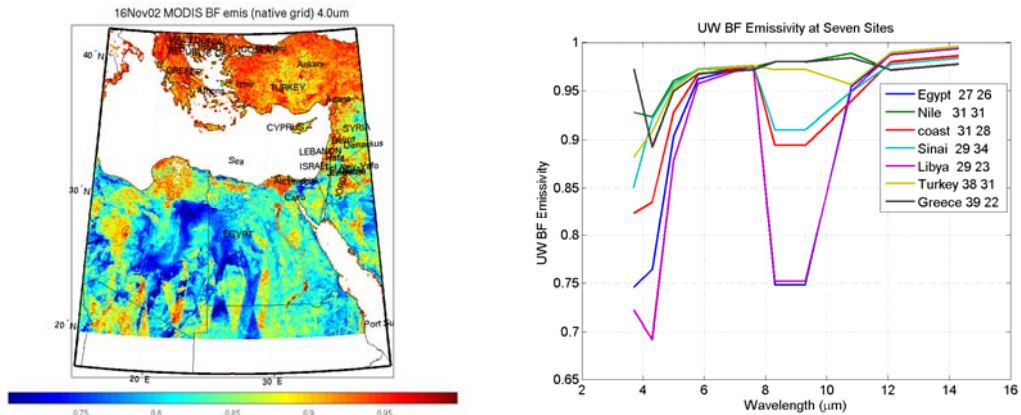 16Nov02 MODIS BF emis (native grid) 4.0um
40°N
GREECE
Athens
Ankara
TURKEY
Adana
CYPRUS
SYRIA
LEBANON
Damascus
ISRAEL
Sea
30°N
Cairo
EGYPT
20°N
Port Su
20°E
30°E
0.75
0.8
0.85
0.9
0.95
UW BF Emissivity at Seven Sites
UW BF Emissivity
1
0.95
0.9
0.85
0.8
0.75
0.7
0.65
2
4
6
8
10
12
14
16
Wavelength (μm)
Egypt 27 26
Nile 31 31
coast 31 28
Sinai 29 34
Libya 29 23
Turkey 38 31
Greece 39 22